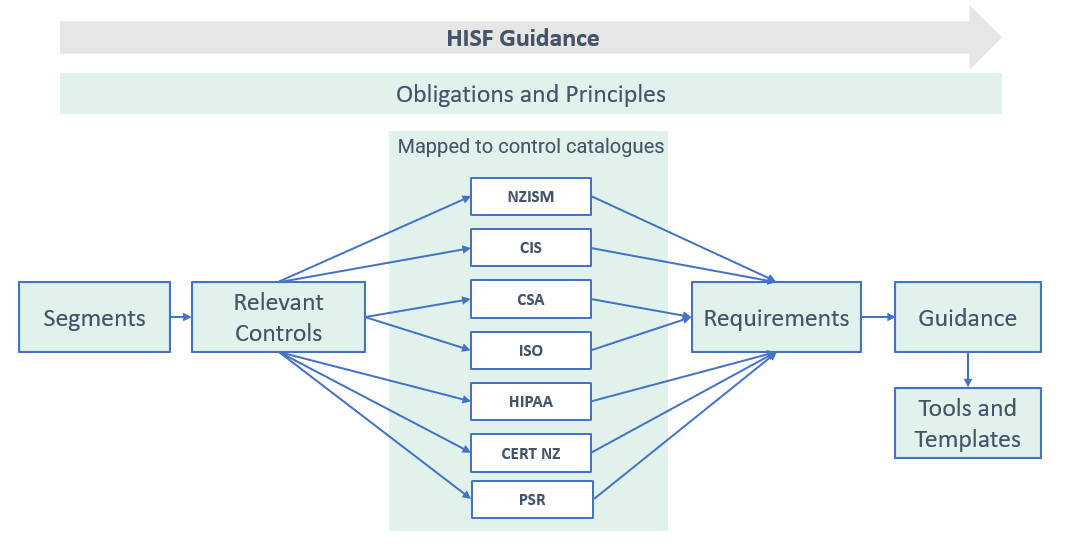 HISF Guidance
Obligations and Principles
Mapped to control catalogues
NZISM
CIS
CSA
ISO
HIPAA
CERT NZ
PSR
Segments
Relevant
Controls
Requirements
Guidance
Tools and
Templates